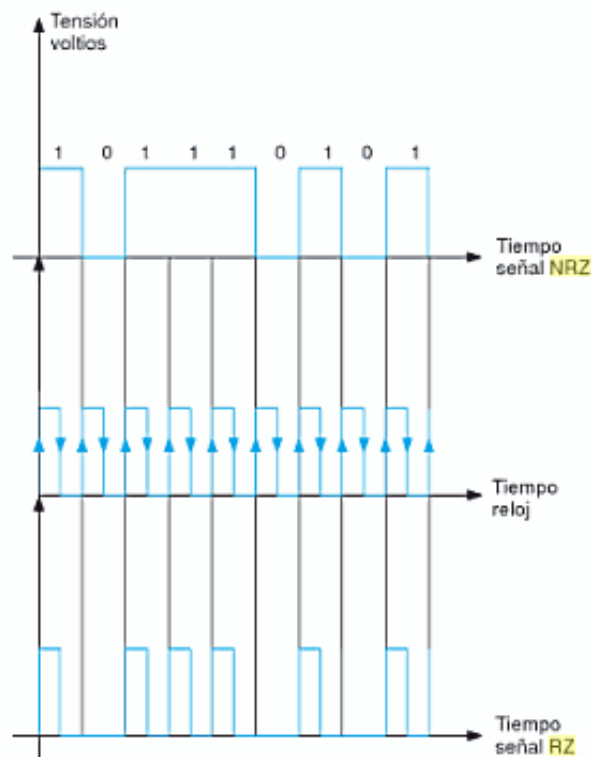 Tensión
voltios
1 0 1 1 1 0 1 0 1
Tiempo
señal NRZ
Tiempo
reloj
Tiempo
señal RZ